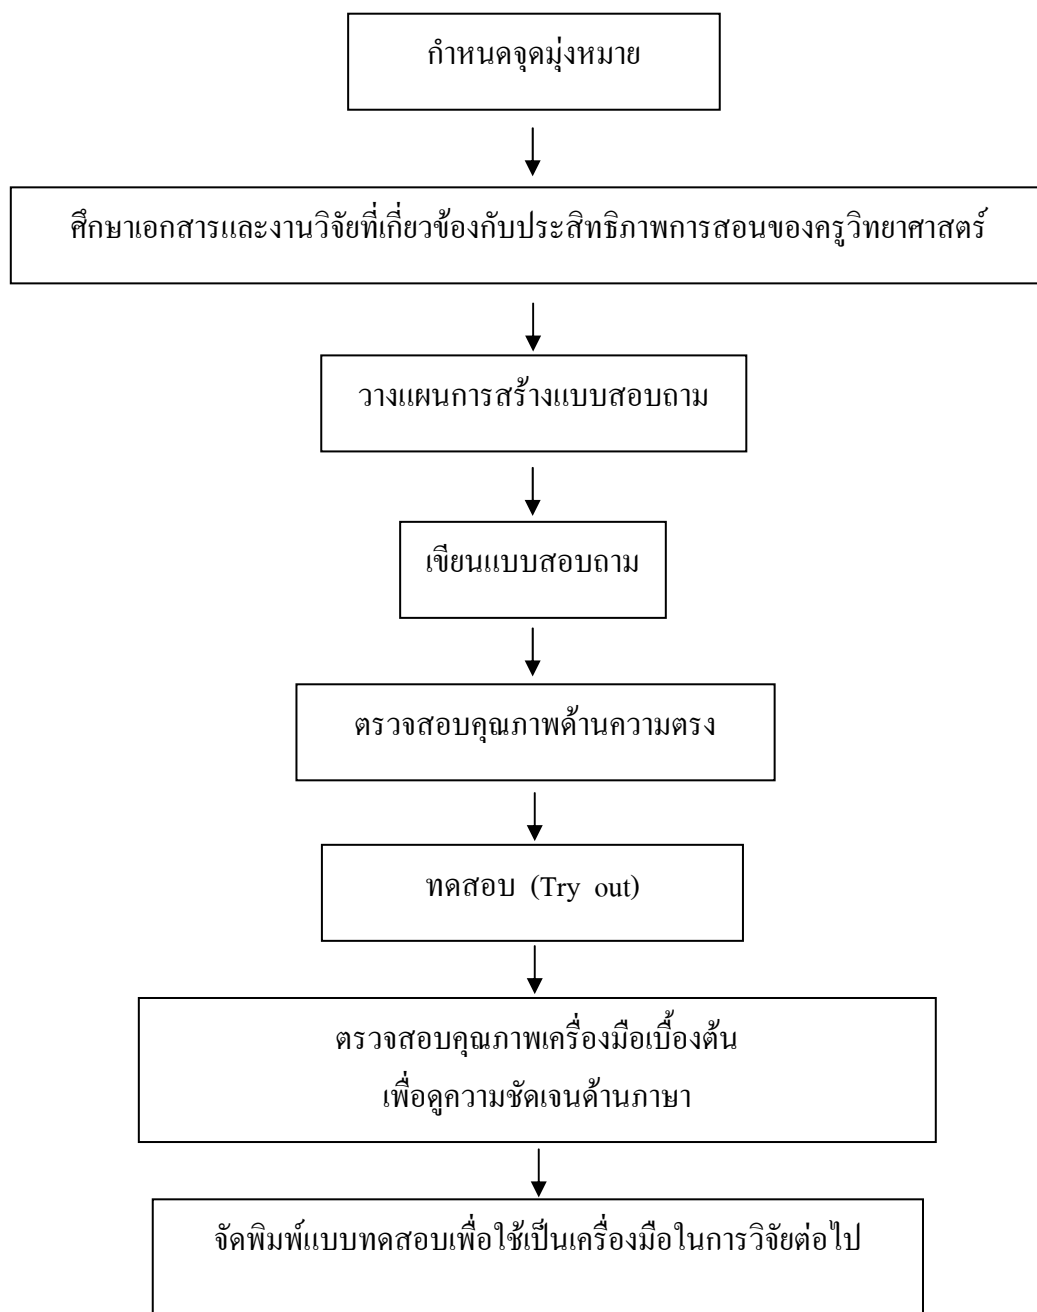 กำหนดจุดมุ่งหมาย
ศึกษาเอกสารและงานวิจัยที่เกี่ยวข้องกับประสิทธิภาพการสอนของครูวิทยาศาสตร์
วางแผนการสร้างแบบสอบถาม
เขียนแบบสอบถาม
ตรวจสอบคุณภาพด้านความตรง
ทดสอบ (Try out)
ตรวจสอบคุณภาพเครื่องมือเบื้องต้น
เพื่อดูความชัดเจนด้านภาษา
จัดพิมพ์แบบทดสอบเพื่อใช้เป็นเครื่องมือในการวิจัยต่อไป